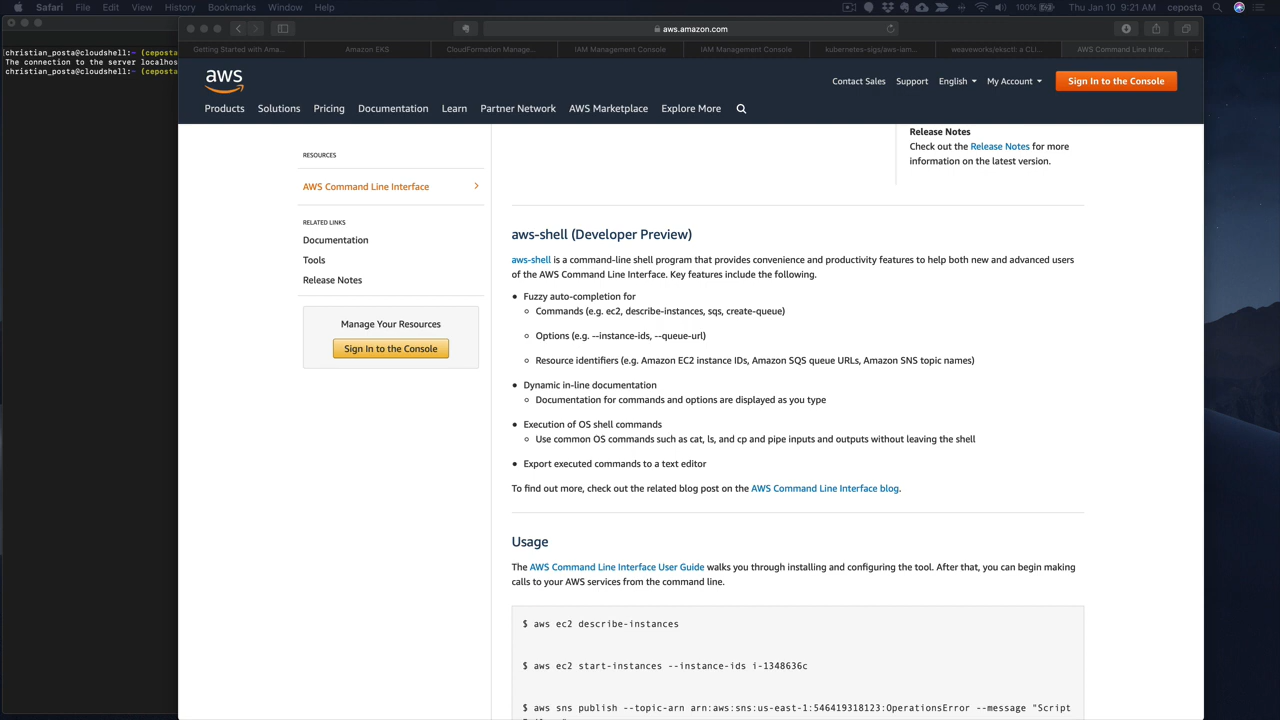 Safari File Edit View History Bookmarks Window Help
100% Thu Jan 10 9:21 AM ceposta
christian_posta@cloudshell:~ (ceposta
The connection to the server localhos
christian_posta@cloudshell:~ (ceposta
aws.amazon.com
Getting Started with Ama...
Amazon EKS
CloudFormation Manage...
IAM Management Console
IAM Management Console
kubernetes-sigs/aws-iam...
weaveworks/eksctl: a CLI...
AWS Command Line Inter...
aws
Contact Sales Support English My Account Sign In to the Console
Products Solutions Pricing Documentation Learn Partner Network AWS Marketplace Explore More
RESOURCES
AWS Command Line Interface
RELATED LINKS
Documentation
Tools
Release Notes
Manage Your Resources
Sign In to the Console
Release Notes
Check out the Release Notes for more
information on the latest version.
aws-shell (Developer Preview)
aws-shell is a command-line shell program that provides convenience and productivity features to help both new and advanced users
of the AWS Command Line Interface. Key features include the following.
Fuzzy auto-completion for
Commands (e.g. ec2, describe-instances, sqs, create-queue)
Options (e.g. --instance-ids, --queue-url)
Resource identifiers (e.g. Amazon EC2 instance IDs, Amazon SQS queue URLs, Amazon SNS topic names)
Dynamic in-line documentation
Documentation for commands and options are displayed as you type
Execution of OS shell commands
Use common OS commands such as cat, ls, and cp and pipe inputs and outputs without leaving the shell
Export executed commands to a text editor
To find out more, check out the related blog post on the AWS Command Line Interface blog.
Usage
The AWS Command Line Interface User Guide walks you through installing and configuring the tool. After that, you can begin making
calls to your AWS services from the command line.
$ aws ec2 describe-instances
$ aws ec2 start-instances --instance-ids i-1348636c
$ aws sns publish --topic-arn arn:aws:sns:us-east-1:546419318123:OperationsError --message "Script